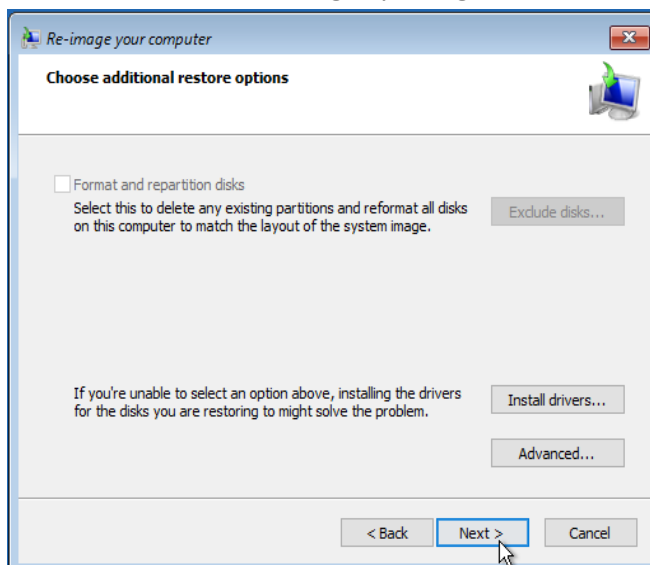 Re-image your computer
Choose additional restore options
Format and repartition disks
Select this to delete any existing partitions and reformat all disks
on this computer to match the layout of the system image.
Exclude disks...
If you're unable to select an option above, installing the drivers
for the disks you are restoring to might solve the problem.
Install drivers...
Advanced...
< Back
Next >
Cancel